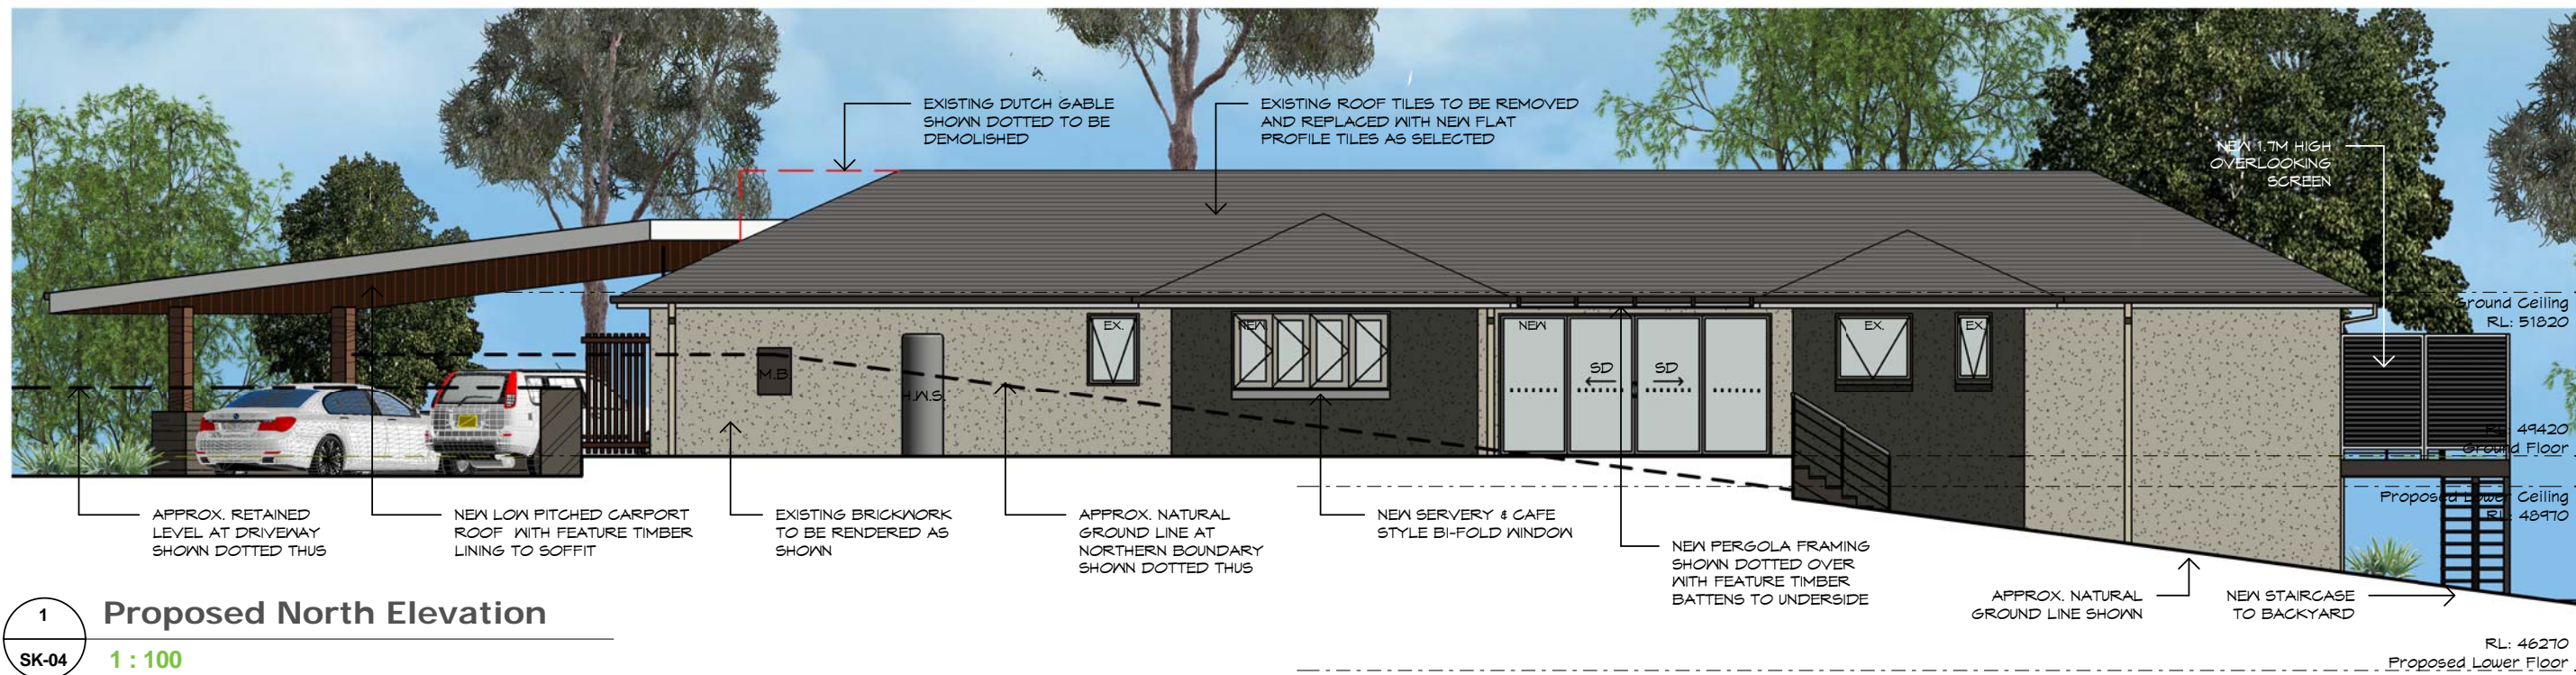 EXISTING DUTCH GABLE
SHOWN DOTTED TO BE
DEMOLISHED
EXISTING ROOF TILES TO BE REMOVED
AND REPLACED WITH NEW FLAT
PROFILE TILES AS SELECTED
NEW 1.7M HIGH
OVERLOOKING
SCREEN
Ground Ceiling
RL: 51820
EX.
NEW
NEW
EX.
EX.
SD
SD
M.B.
H.W.S.
RL: 49420
Ground Floor
Proposed Lower Ceiling
RL: 48970
APPROX. RETAINED
LEVEL AT DRIVEWAY
SHOWN DOTTED THUS
NEW LOW PITCHED CARPORT
ROOF WITH FEATURE TIMBER
LINING TO SOFFIT
EXISTING BRICKWORK
TO BE RENDERED AS
SHOWN
APPROX. NATURAL
GROUND LINE AT
NORTHERN BOUNDARY
SHOWN DOTTED THUS
NEW SERVERY & CAFE
STYLE BI-FOLD WINDOW
NEW PERGOLA FRAMING
SHOWN DOTTED OVER
WITH FEATURE TIMBER
BATTENS TO UNDERSIDE
APPROX. NATURAL
GROUND LINE SHOWN
NEW STAIRCASE
TO BACKYARD
RL: 46270
Proposed Lower Floor
1
SK-04
Proposed North Elevation
1 : 100